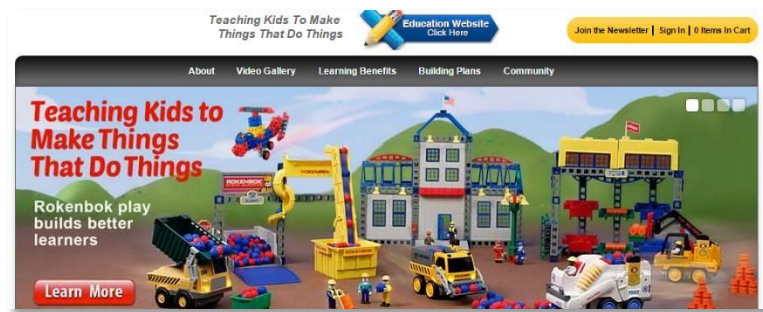 Teaching Kids To Make
Things That Do Things
Education Website
Click Here
Join the Newsletter | Sign In | 0 Items In Cart
About Video Gallery Learning Benefits Building Plans Community
Teaching Kids to
Make Things
That Do Things
Rokenbok play
builds better
learners
Learn More
ROKENBOK
ROKENBOK